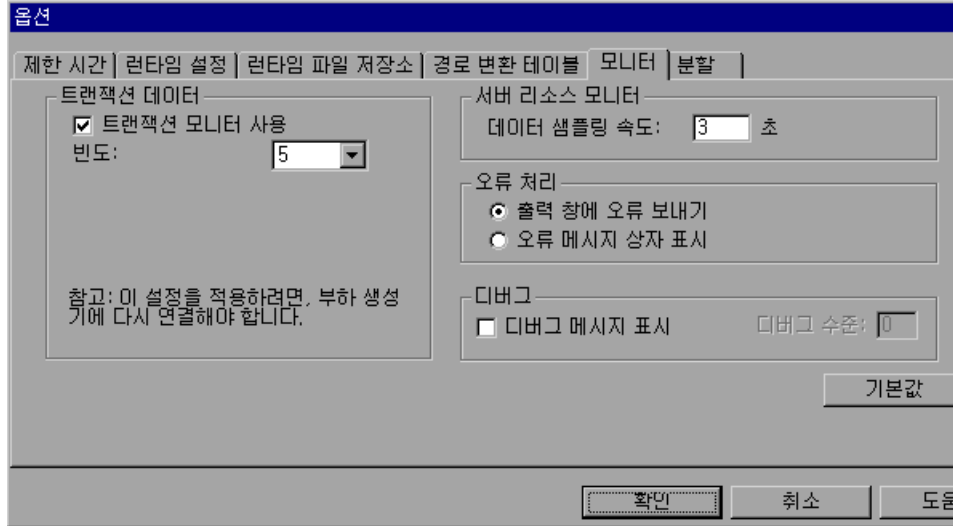 옵션
제한 시간 런타임 설정 런타임 파일 저장소 경로 변환 테이블 모니터 분할
트랜잭션 데이터
트랜잭션 모니터 사용
빈도: 5
참고: 이 설정을 적용하려면, 부하 생성
기에 다시 연결해야 합니다.
서버 리소스 모니터
데이터 샘플링 속도: 3 초
오류 처리
출력 창에 오류 보내기
오류 메시지 상자 표시
디버그
디버그 메시지 표시 디버그 수준: 0
기본값
확인 취소